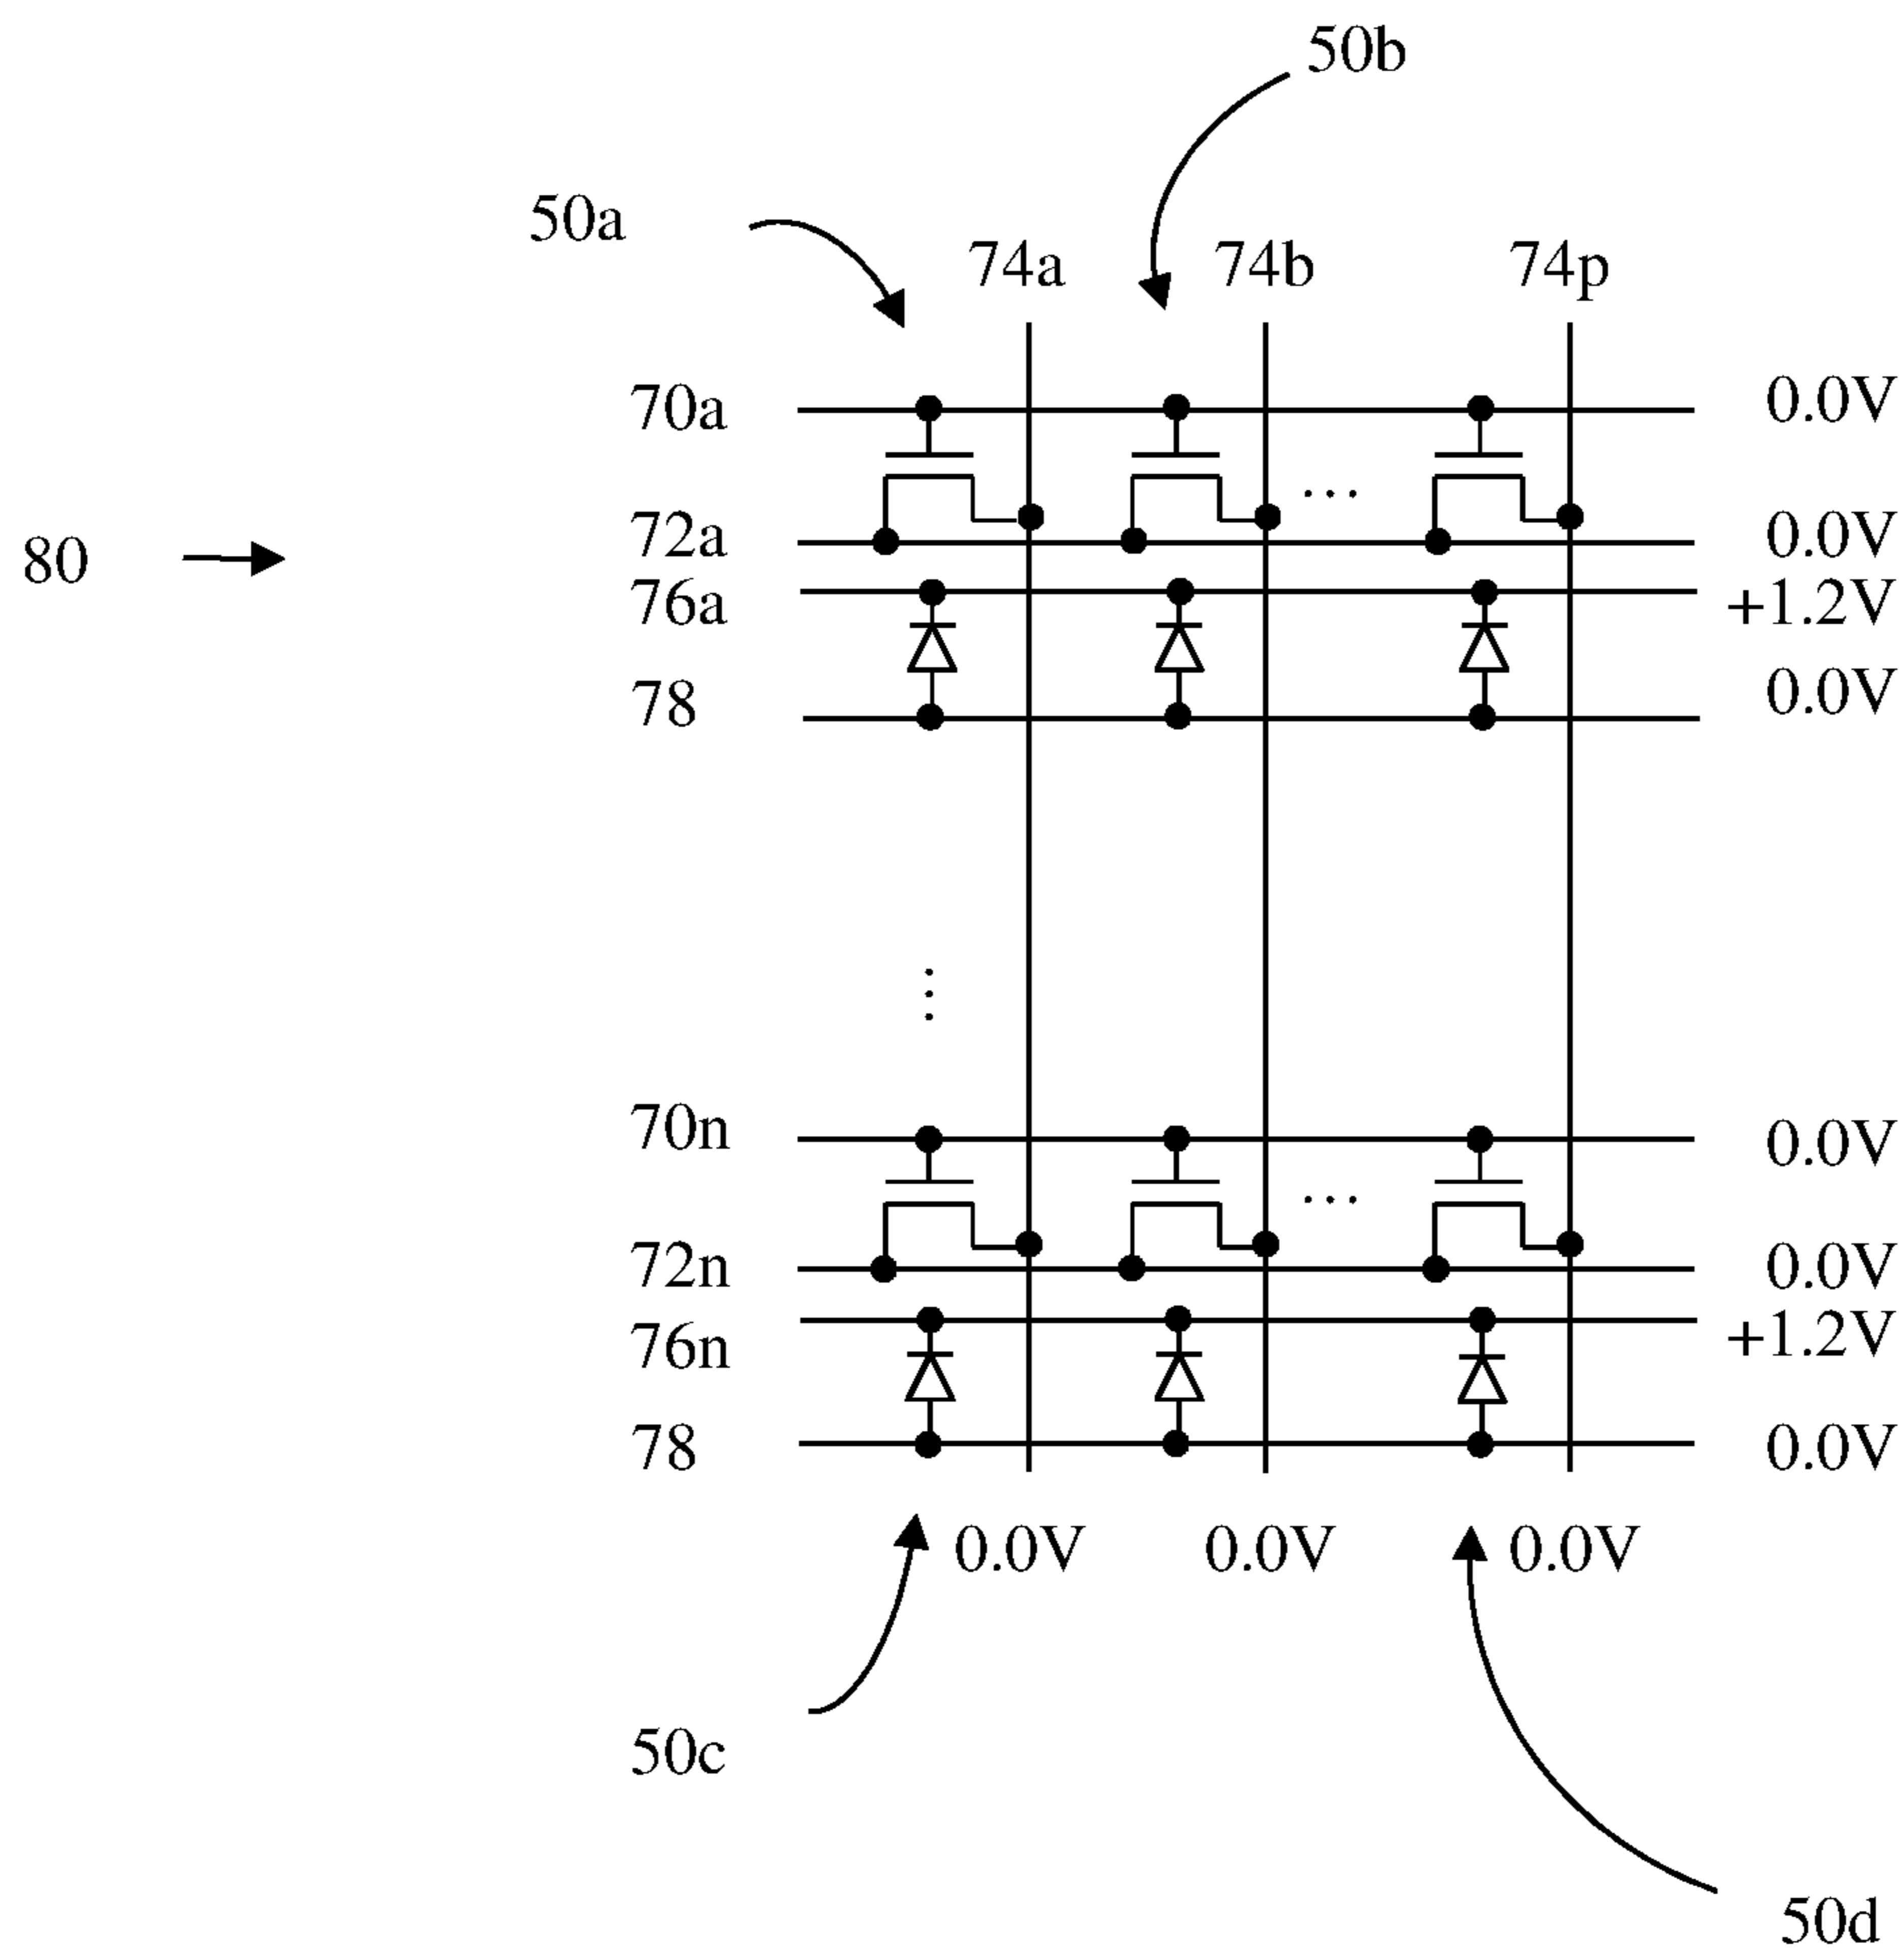 50b
50a
74a 74b 74p
70a 0.0V
...
72a 0.0V
80
76a +1.2V
78 0.0V
...
70n 0.0V
...
72n 0.0V
76n +1.2V
78 0.0V
0.0V 0.0V 0.0V
50c
50d